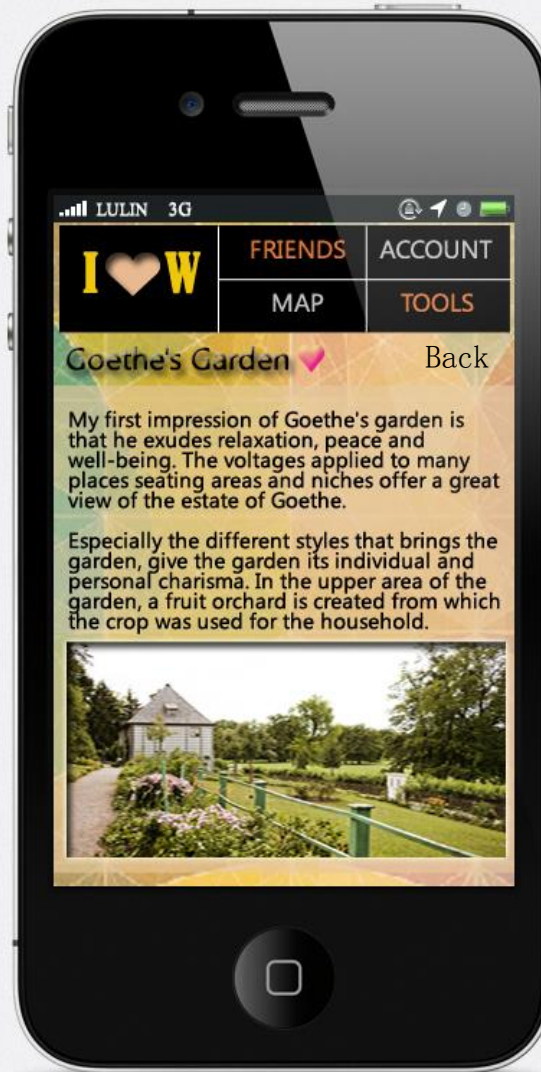 LULIN 3G
I W
FRIENDS
ACCOUNT
MAP
TOOLS
Goethe's Garden
Back
My first impression of Goethe's garden is
that he exudes relaxation, peace and
well-being. The voltages applied to many
places seating areas and niches offer a great
view of the estate of Goethe.
Especially the different styles that brings the
garden, give the garden its individual and
personal charisma. In the upper area of the
garden, a fruit orchard is created from which
the crop was used for the household.